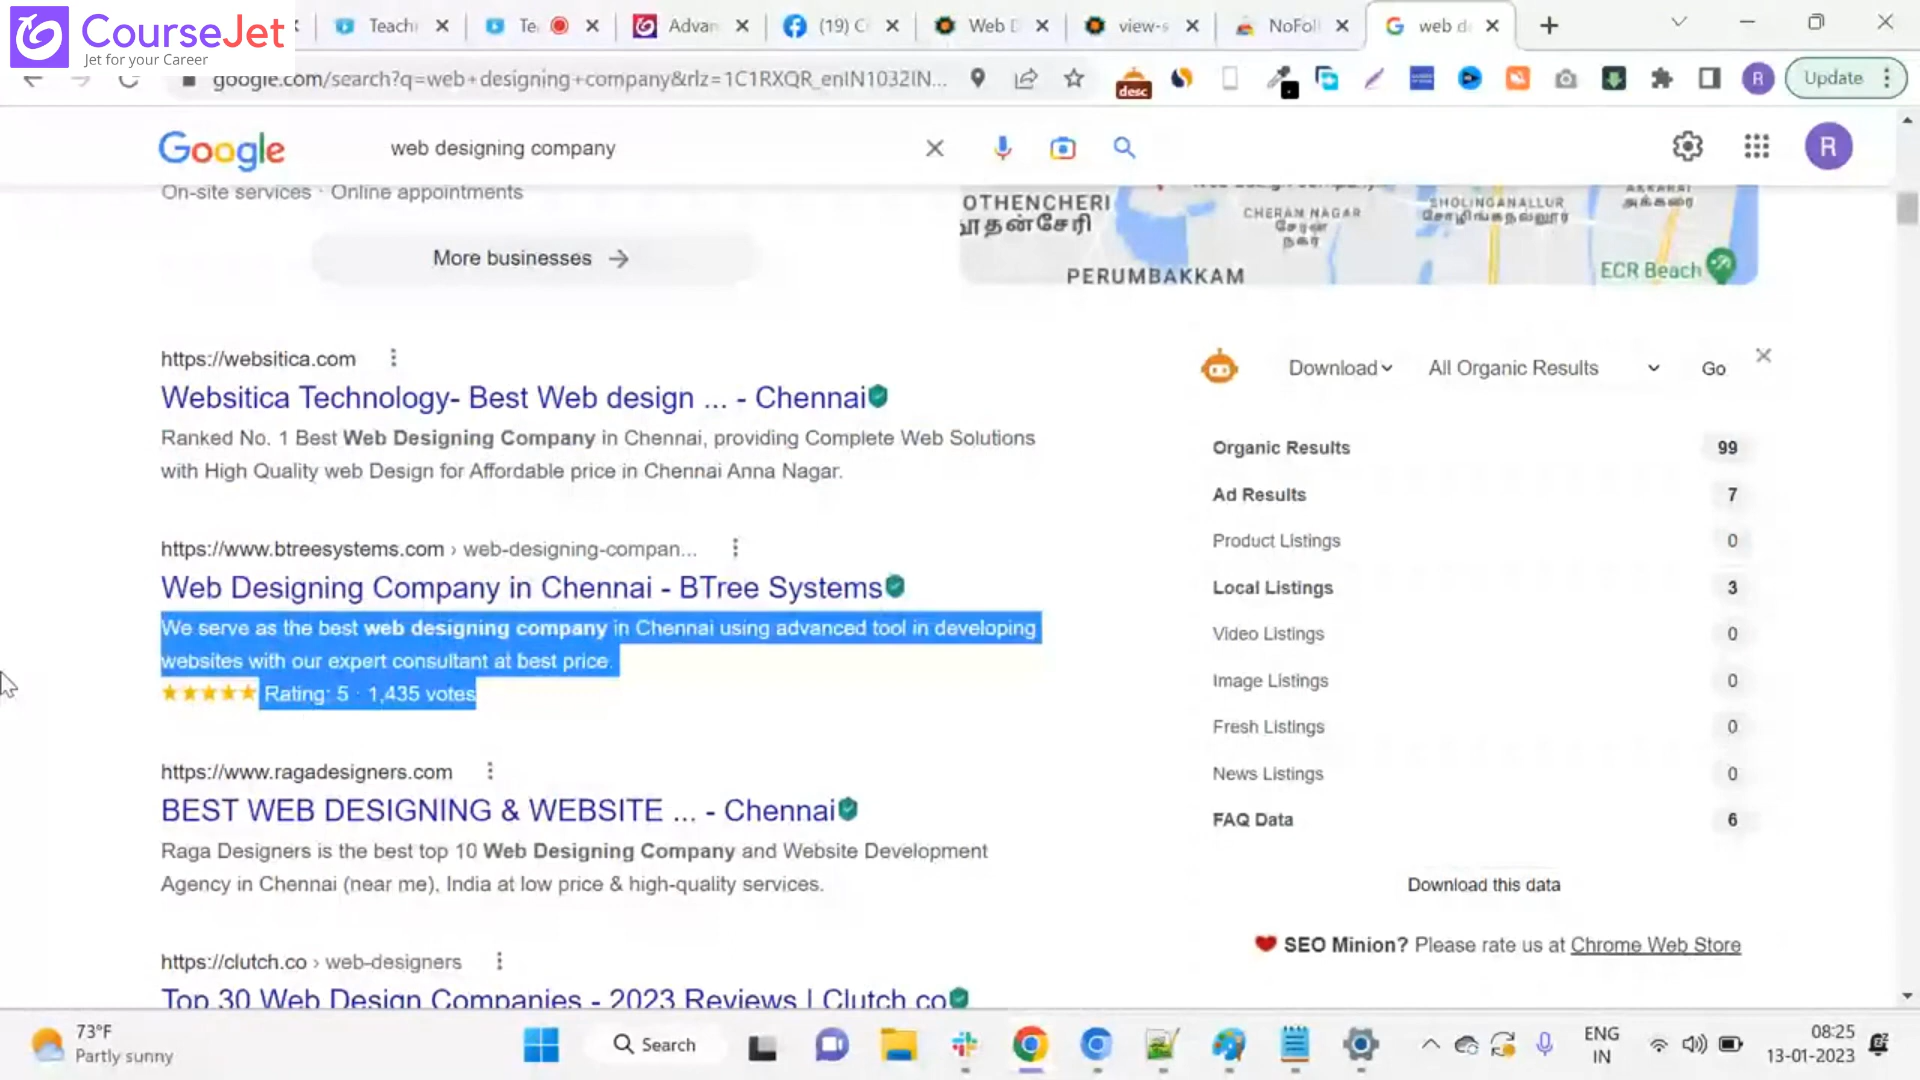 CourseJet
Jet for your Career
Teach
Te
Advan
(19) C
Web D
view-s
NoFoll
web d
google.com/search?q=web+designing+company&rlz=1C1RXQR_enIN1032IN...
desc
R
Update
Google
web designing company
R
On-site services · Online appointments
More businesses
OTHENCHERI
CHERAN NAGAR
சேரன்
நகர்
SHOLINGANALLUR
சோழிங்கநல்லூர்
AKKARAI
அக்கரை
PERUMBAKKAM
ECR Beach
https://websitica.com
Websitica Technology- Best Web design ... - Chennai
Ranked No. 1 Best Web Designing Company in Chennai, providing Complete Web Solutions
with High Quality web Design for Affordable price in Chennai Anna Nagar.
https://www.btreesystems.com › web-designing-compan...
Web Designing Company in Chennai - BTree Systems
We serve as the best web designing company in Chennai using advanced tool in developing
websites with our expert consultant at best price.
Rating: 5 · 1,435 votes
https://www.ragadesigners.com
BEST WEB DESIGNING & WEBSITE ... - Chennai
Raga Designers is the best top 10 Web Designing Company and Website Development
Agency in Chennai (near me), India at low price & high-quality services.
https://clutch.co › web-designers
Top 30 Web Design Companies - 2023 Reviews | Clutch.co
Download
All Organic Results
Go
Organic Results 99
Ad Results 7
Product Listings 0
Local Listings 3
Video Listings 0
Image Listings 0
Fresh Listings 0
News Listings 0
FAQ Data 6
Download this data
SEO Minion? Please rate us at Chrome Web Store
73°F
Partly sunny
Search
ENG
IN
08:25
13-01-2023